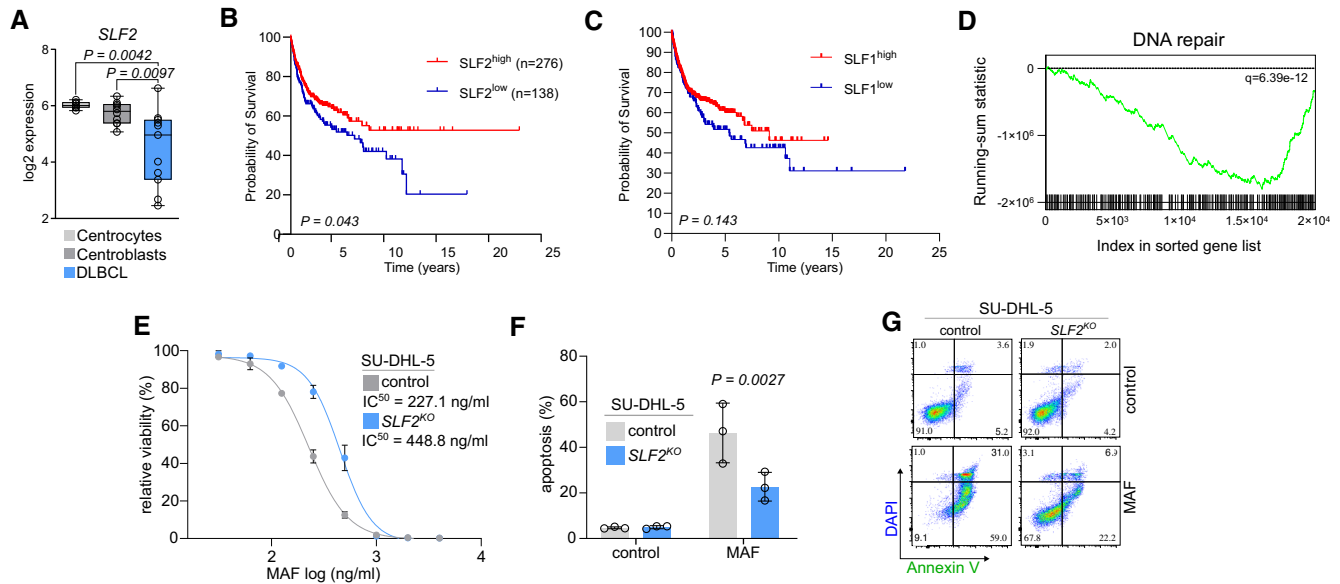 A
SLF2
P = 0.0042
P = 0.0097
log2 expression
8
6
4
2
Centrocytes
Centroblasts
DLBCL
B
Probability of Survival
100
80
60
40
20
0
SLF2high (n=276)
SLF2low (n=138)
P = 0.043
0
5
10
15
20
25
Time (years)
C
Probability of Survival
100
90
80
70
60
50
40
30
20
10
0
SLF1high
SLF1low
P = 0.143
0
5
10
15
20
25
Time (years)
D
DNA repair
q=6.39e-12
Running-sum statistic
0
-1*10⁶
-2*10⁶
0
5*10³
1*10⁴
1.5*10⁴
2*10⁴
Index in sorted gene list
E
relative viability (%)
100
80
60
40
20
0
SU-DHL-5
control
IC50 = 227.1 ng/ml
SLF2KO
IC50 = 448.8 ng/ml
2
3
4
MAF log (ng/ml)
F
apoptosis (%)
80
60
40
20
0
P = 0.0027
SU-DHL-5
control
SLF2KO
control
MAF
G
SU-DHL-5
control
SLF2KO
1.0
3.6
91.0
5.2
1.9
2.0
92.0
4.2
control
1.0
31.0
9.1
59.0
3.1
6.9
67.8
22.2
MAF
DAPI
Annexin V